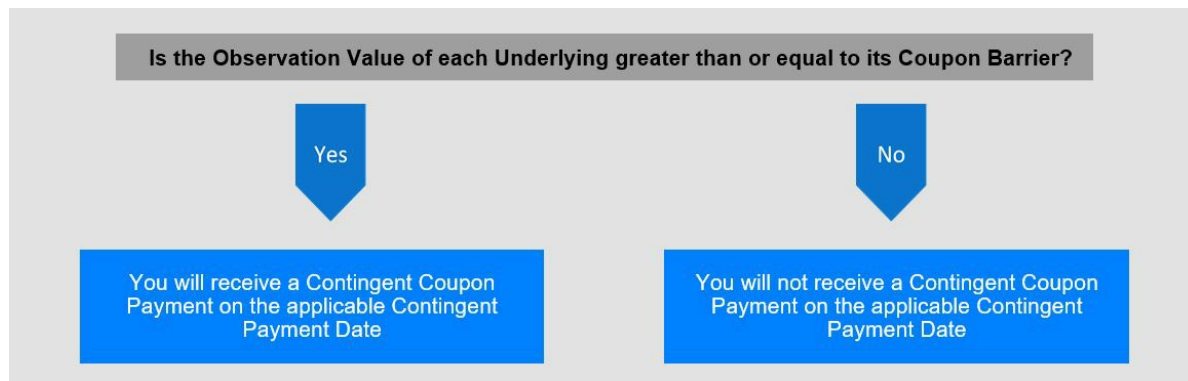 Is the Observation Value of each Underlying greater than or equal to its Coupon Barrier?
Yes
No
You will receive a Contingent Coupon
Payment on the applicable Contingent
Payment Date
You will not receive a Contingent Coupon
Payment on the applicable Contingent
Payment Date